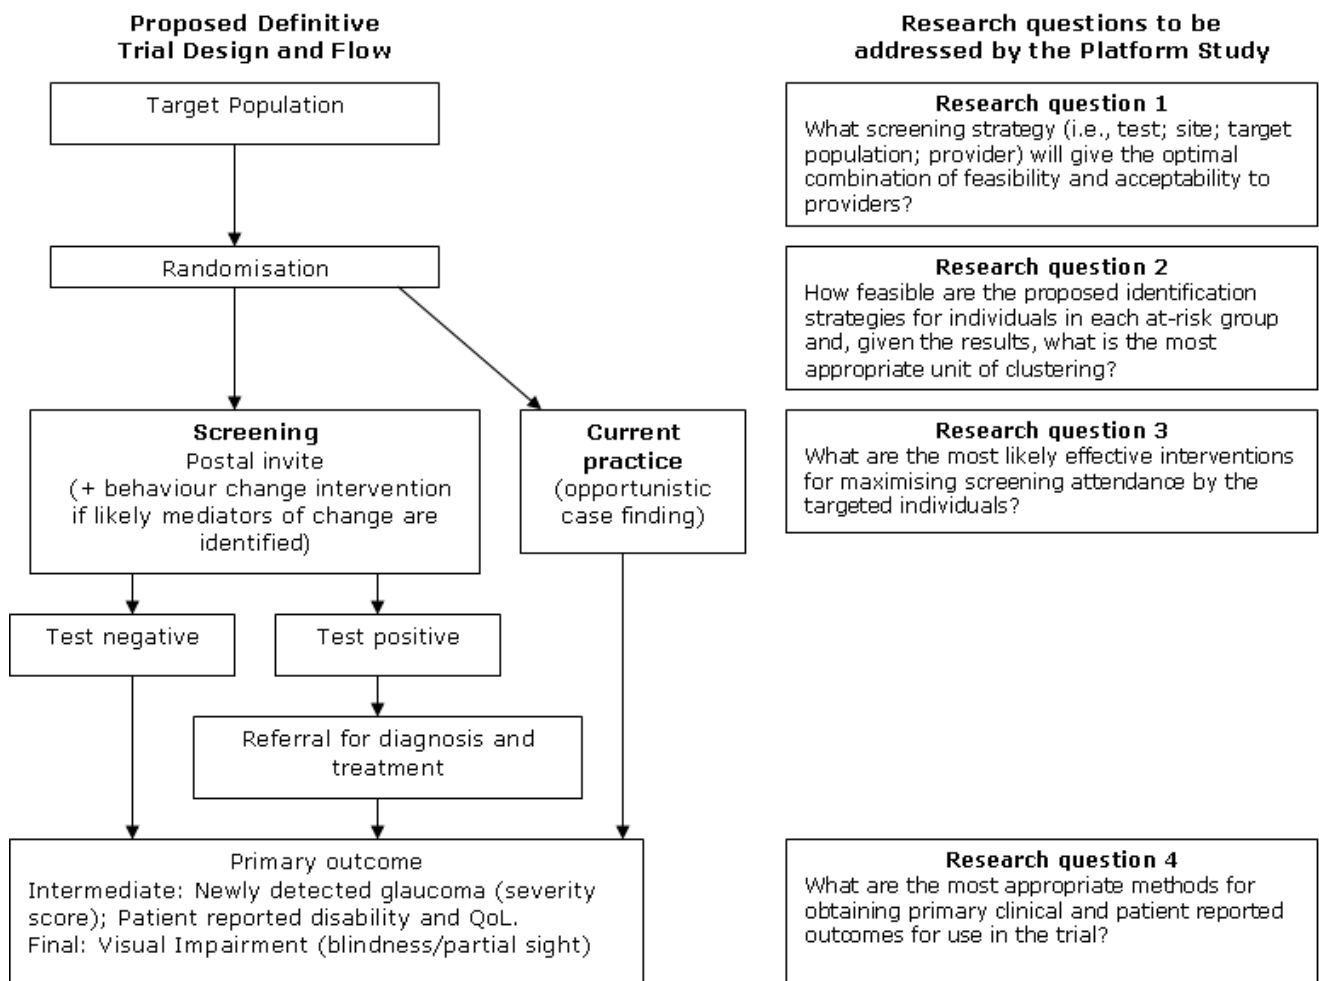 Proposed Definitive
Trial Design and Flow
Target Population
Randomisation
Screening
Postal invite
(+ behaviour change intervention
if likely mediators of change are
identified)
Current
practice
(opportunistic
case finding)
Test negative
Test positive
Referral for diagnosis and
treatment
Primary outcome
Intermediate: Newly detected glaucoma (severity
score); Patient reported disability and QoL.
Final: Visual Impairment (blindness/partial sight)
Research questions to be
addressed by the Platform Study
Research question 1
What screening strategy (i.e., test; site; target
population; provider) will give the optimal
combination of feasibility and acceptability to
providers?
Research question 2
How feasible are the proposed identification
strategies for individuals in each at-risk group
and, given the results, what is the most
appropriate unit of clustering?
Research question 3
What are the most likely effective interventions
for maximising screening attendance by the
targeted individuals?
Research question 4
What are the most appropriate methods for
obtaining primary clinical and patient reported
outcomes for use in the trial?